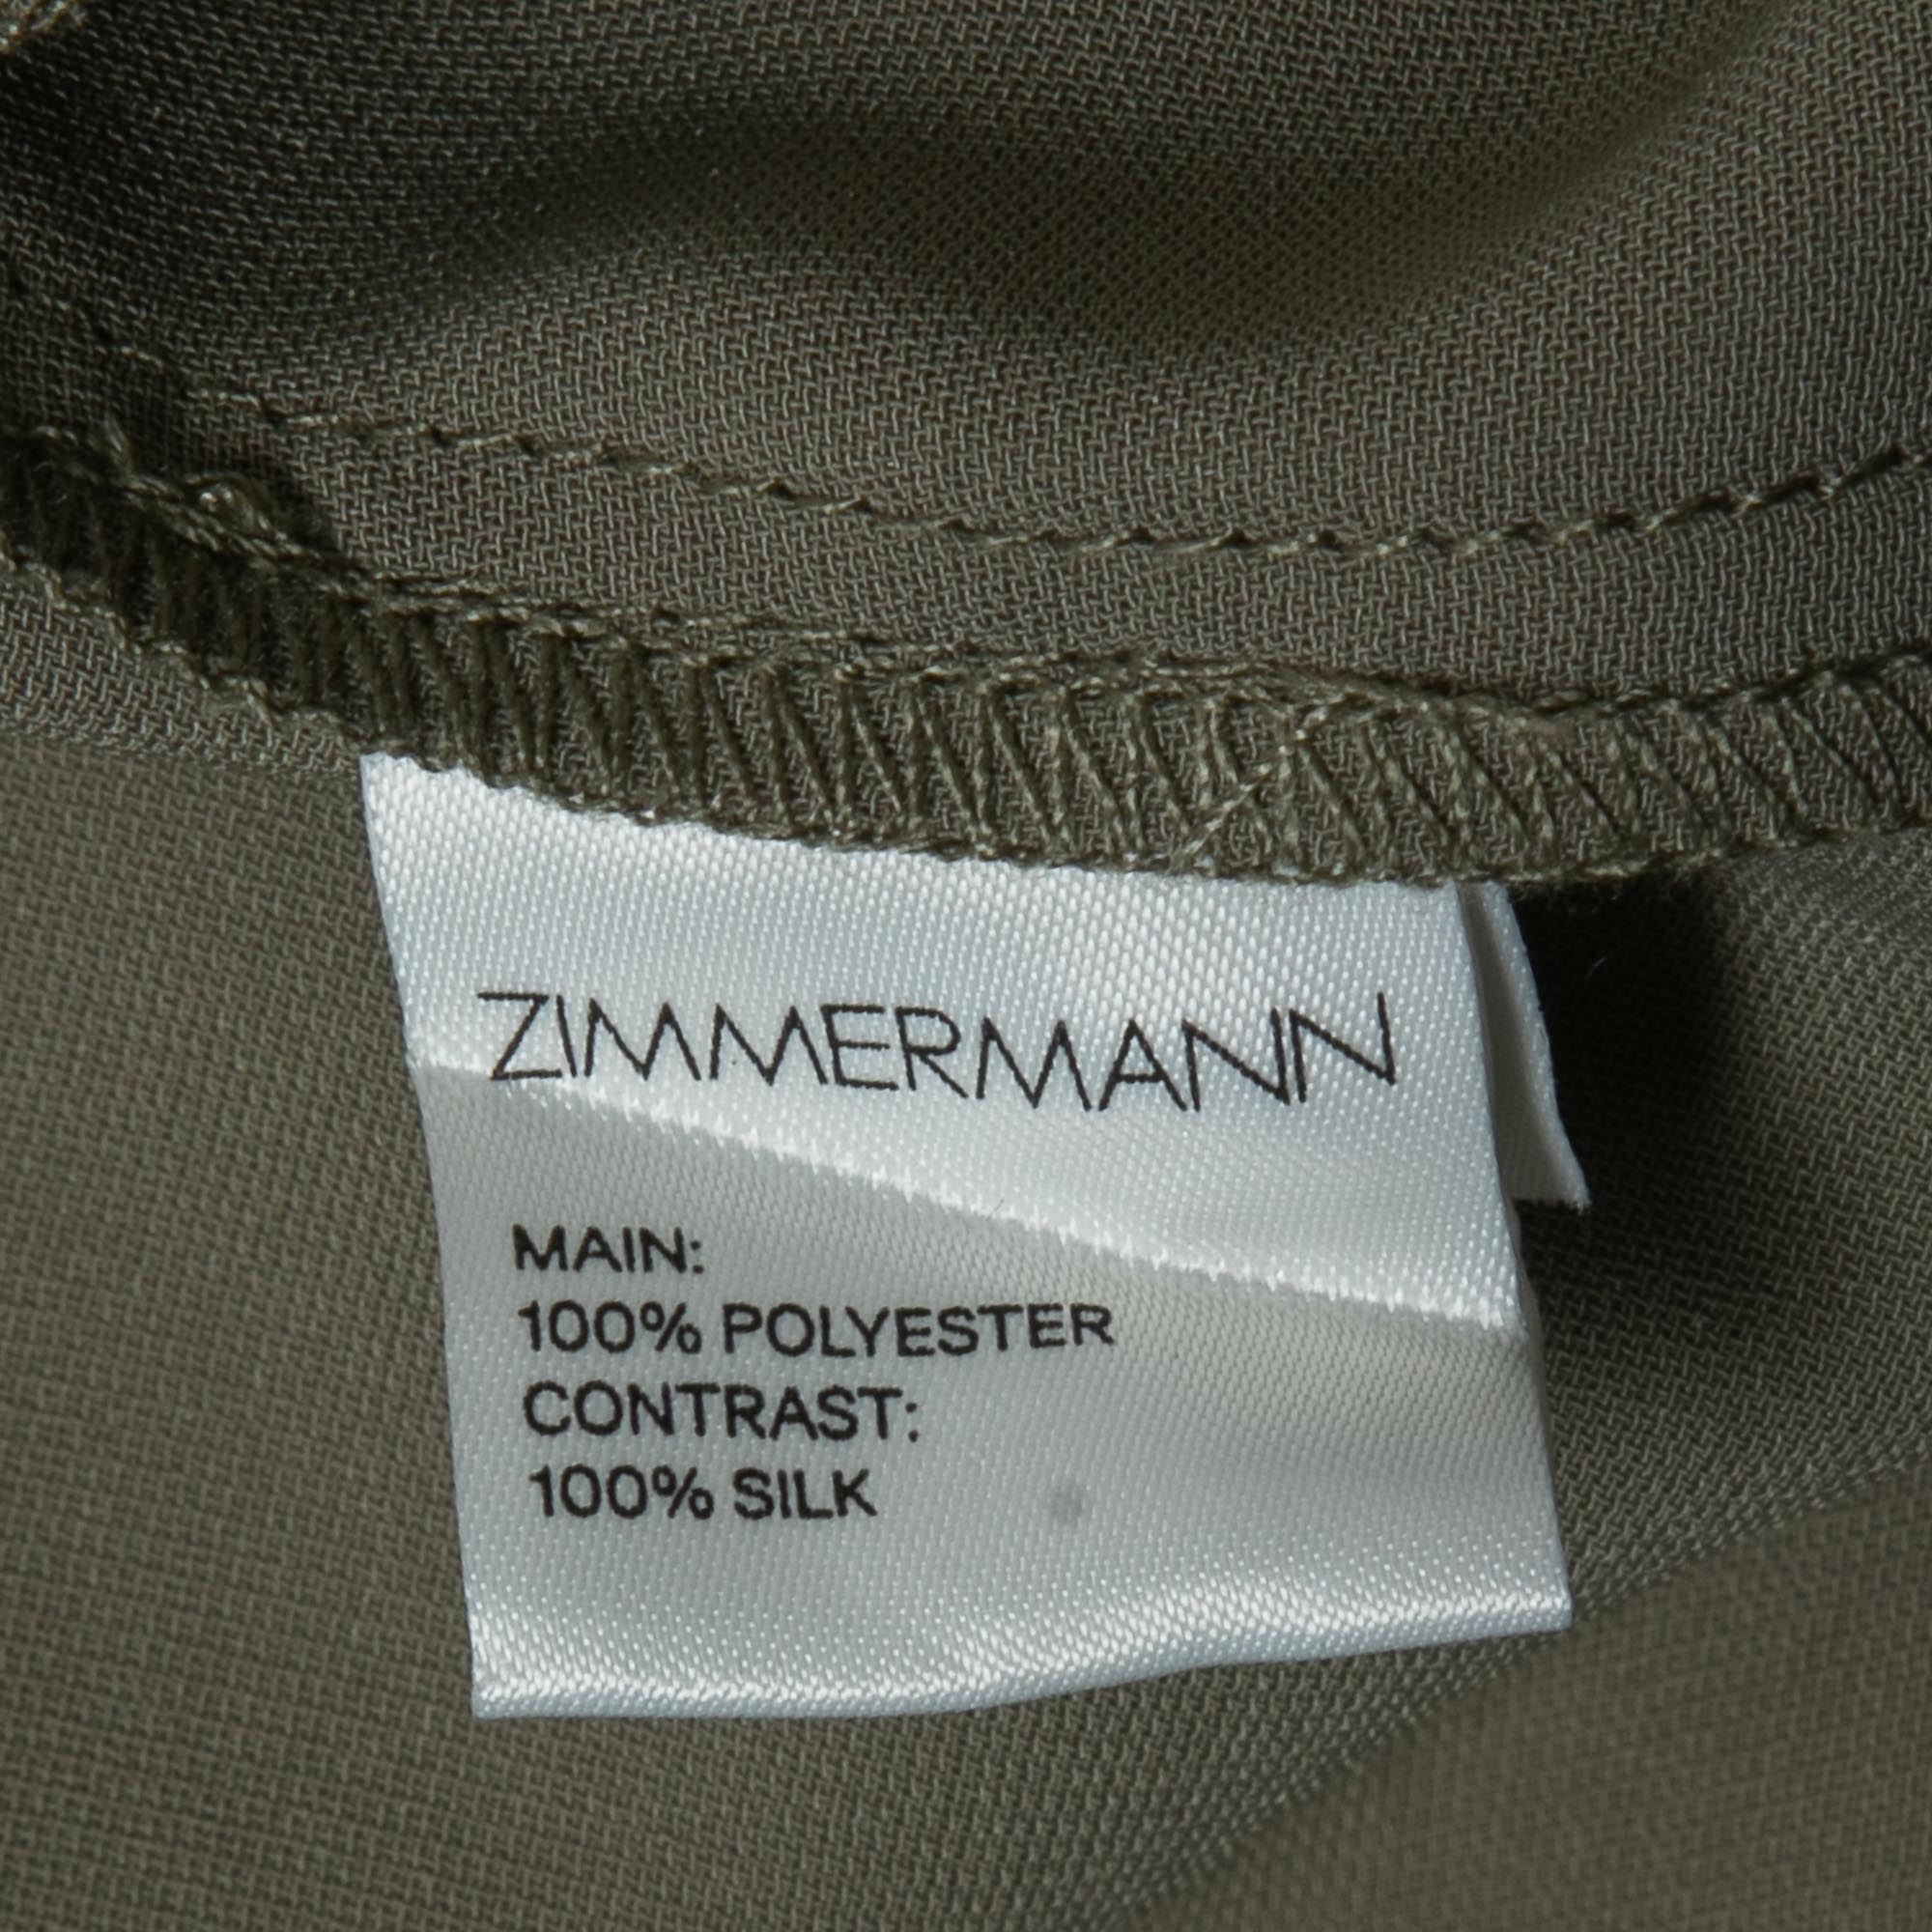 ZIMMERMANN
MAIN:
100% POLYESTER
CONTRAST:
100% SILK